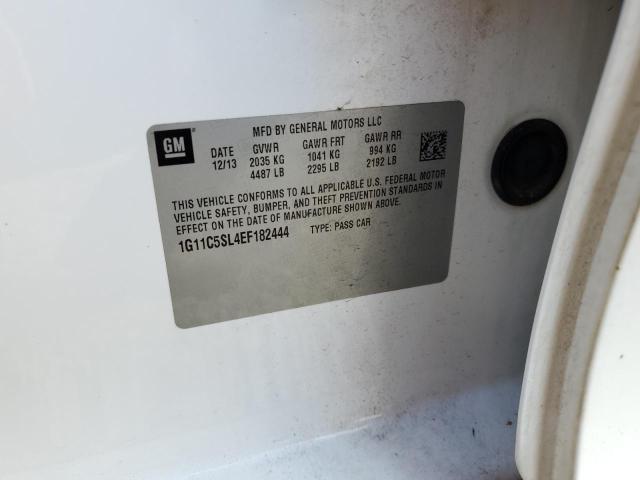 MFD BY GENERAL MOTORS LLC
GM
DATE GVWR GAWR FRT GAWR RR
12/13 2035 KG 1041 KG 994 KG
4487 LB 2295 LB 2192 LB
THIS VEHICLE CONFORMS TO ALL APPLICABLE U.S. FEDERAL MOTOR
VEHICLE SAFETY, BUMPER, AND THEFT PREVENTION STANDARDS IN
EFFECT ON THE DATE OF MANUFACTURE SHOWN ABOVE.
1G11C5SL4EF182444 TYPE: PASS CAR